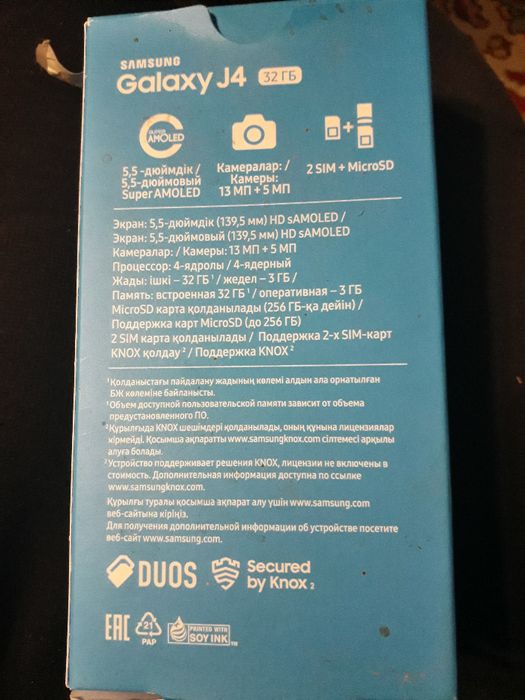 SAMSUNG
Galaxy J4 32 ГБ
SUPER AMOLED
5,5 -дюймдік /
5,5-дюймовый
Super AMOLED
Камералар: /
Камеры:
13 МП + 5 МП
2 SIM + MicroSD
Экран: 5,5-дюймдік (139,5 мм) HD sAMOLED /
Экран: 5,5-дюймовый (139,5 мм) HD sAMOLED
Камералар: / Камеры: 13 МП + 5 МП
Процессор: 4-ядролы / 4-ядерный
Жады: ішкі – 32 ГБ¹ / жедел – 3 ГБ /
Память: встроенная 32 ГБ¹ / оперативная – 3 ГБ
MicroSD карта қолданылады (256 ГБ-қа дейін) /
Поддержка карт MicroSD (до 256 ГБ)
2 SIM карта қолданылады / Поддержка 2-х SIM-карт
KNOX қолдау² / Поддержка KNOX²
¹Қолданыстағы пайдалану жадының көлемі алдын ала орнатылған
БЖ көлеміне байланысты.
¹Объем доступной пользовательской памяти зависит от объема
предустановленного ПО.
²Құрылғыда KNOX шешімдері қолданылады, оның құнына лицензиялар
кірмейді. Қосымша ақпаратты www.samsungknox.com сілтемесі арқылы
алуға болады.
²Устройство поддерживает решения KNOX, лицензии не включены в
стоимость. Дополнительная информация доступна по ссылке
www.samsungknox.com.
Құрылғы туралы қосымша ақпарат алу үшін www.samsung.com
веб-сайтына кіріңіз.
Для получения дополнительной информации об устройстве посетите
веб-сайт www.samsung.com.
DUOS
Secured
by Knox 2
EAC
21
PAP
PRINTED WITH
SOY INK™